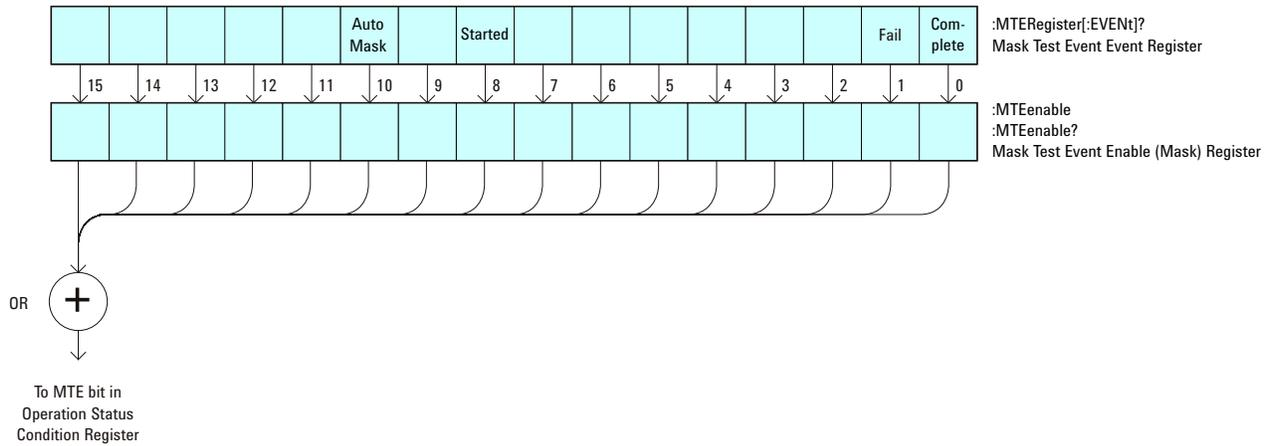 Auto
Mask
Started
Fail
Com-
plete
:MTERegister[:EVENt]?
Mask Test Event Event Register
15 14 13 12 11 10 9 8 7 6 5 4 3 2 1 0
:MTEenable
:MTEenable?
Mask Test Event Enable (Mask) Register
OR
+
To MTE bit in
Operation Status
Condition Register